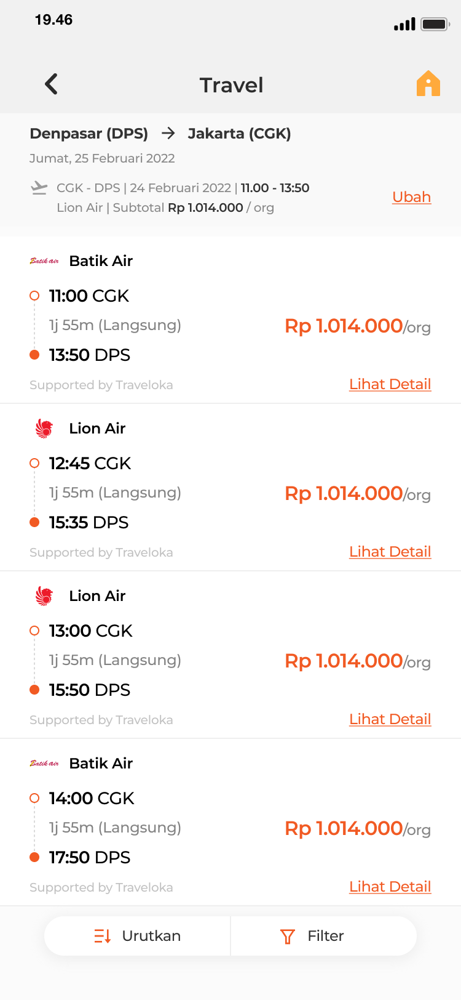 19.46
Travel
Denpasar (DPS) → Jakarta (CGK)
Jumat, 25 Februari 2022
CGK - DPS | 24 Februari 2022 | 11.00 - 13:50
Lion Air | Subtotal Rp 1.014.000 / org
Ubah
Batik Air Batik Air
11:00 CGK
1j 55m (Langsung)
Rp 1.014.000/org
13:50 DPS
Supported by Traveloka
Lihat Detail
Lion Air
12:45 CGK
1j 55m (Langsung)
Rp 1.014.000/org
15:35 DPS
Supported by Traveloka
Lihat Detail
Lion Air
13:00 CGK
1j 55m (Langsung)
Rp 1.014.000/org
15:50 DPS
Supported by Traveloka
Lihat Detail
Batik Air Batik Air
14:00 CGK
1j 55m (Langsung)
Rp 1.014.000/org
17:50 DPS
Supported by Traveloka
Lihat Detail
Urutkan
Filter